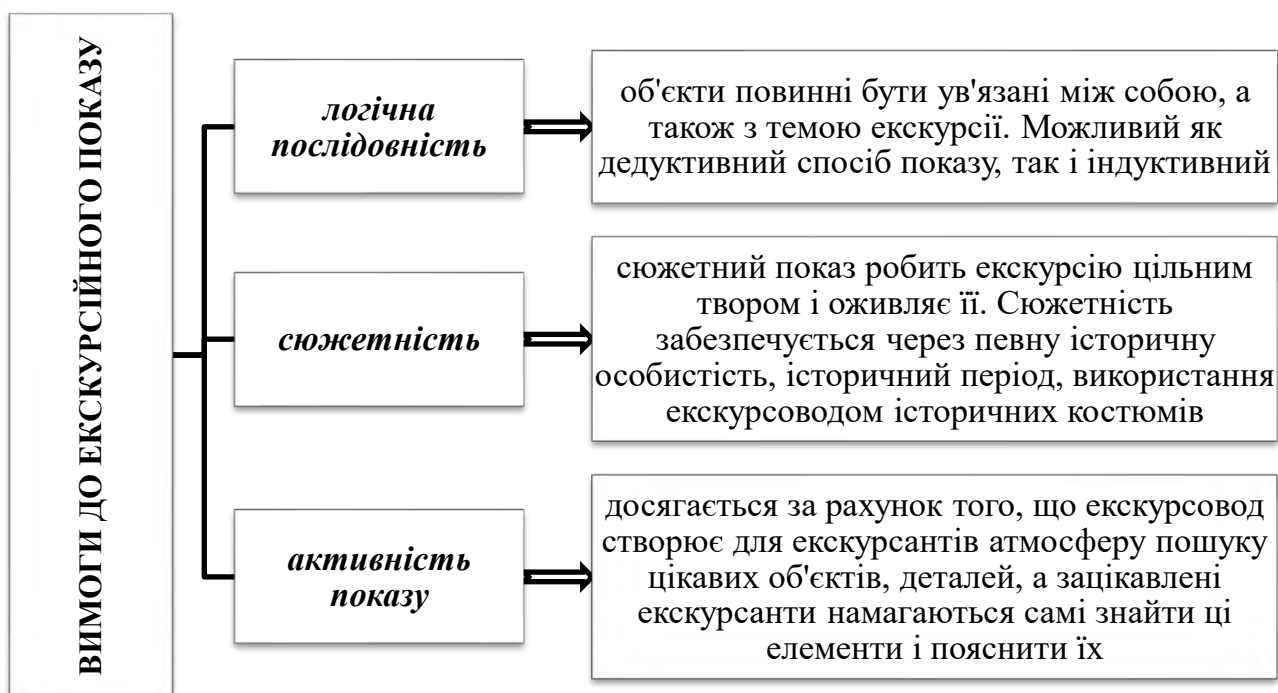 ВИМОГИ ДО ЕКСКУРСІЙНОГО ПОКАЗУ
логічна
послідовність
об'єкти повинні бути ув'язані між собою, а
також з темою екскурсії. Можливий як
дедуктивний спосіб показу, так і індуктивний
сюжетність
сюжетний показ робить екскурсію цільним
твором і оживляє її. Сюжетність
забезпечується через певну історичну
особистість, історичний період, використання
екскурсоводом історичних костюмів
активність
показу
досягається за рахунок того, що екскурсовод
створює для екскурсантів атмосферу пошуку
цікавих об'єктів, деталей, а зацікавлені
екскурсанти намагаються самі знайти ці
елементи і пояснити їх